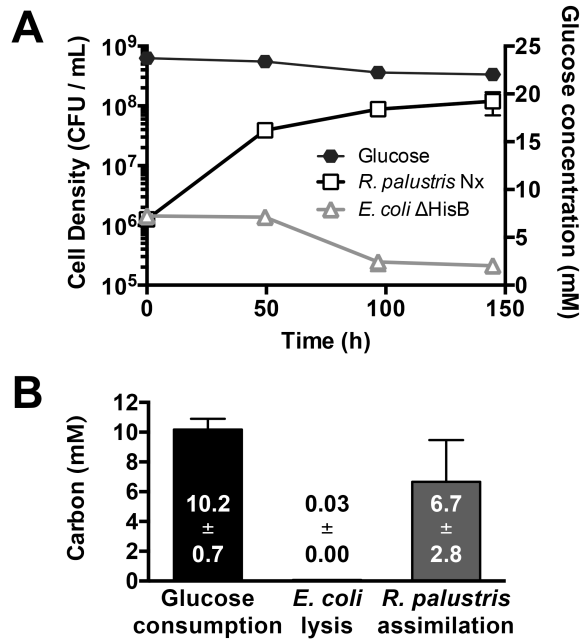 A
Cell Density (CFU / mL)
10⁹
10⁸
10⁷
10⁶
10⁵
Glucose
R. palustris Nx
E. coli ΔHisB
25
20
15
10
5
0
Glucose concentration (mM)
0 50 100 150
Time (h)
B
Carbon (mM)
12
10
8
6
4
2
0
10.2 0.03 6.7
± ± ±
0.7 0.00 2.8
Glucose E. coli R. palustris
consumption lysis assimilation